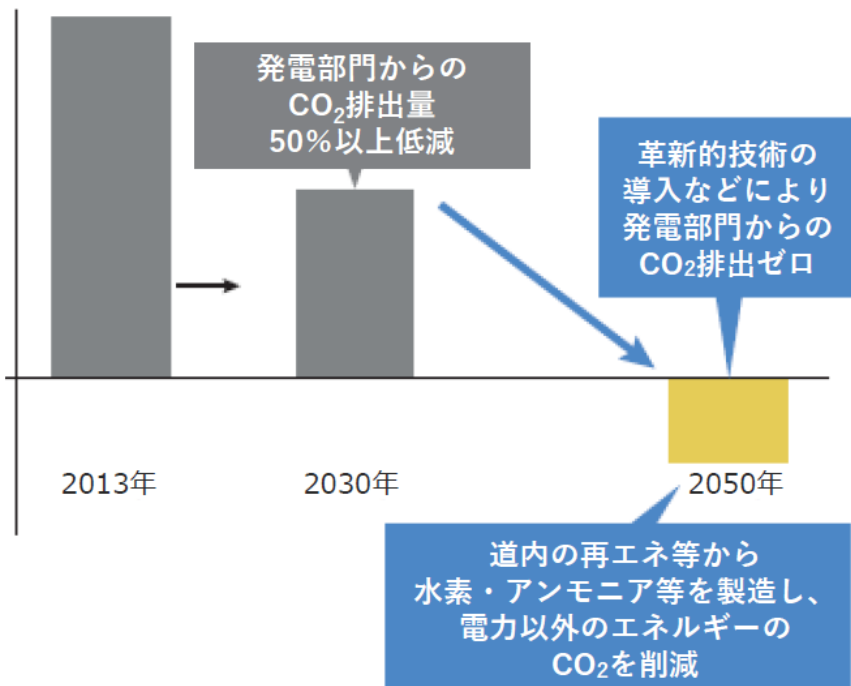 発電部門からの
CO₂排出量
50%以上低減
革新的技術の
導入などにより
発電部門からの
CO₂排出ゼロ
2013年
2030年
2050年
道内の再エネ等から
水素・アンモニア等を製造し、
電力以外のエネルギーの
CO₂を削減